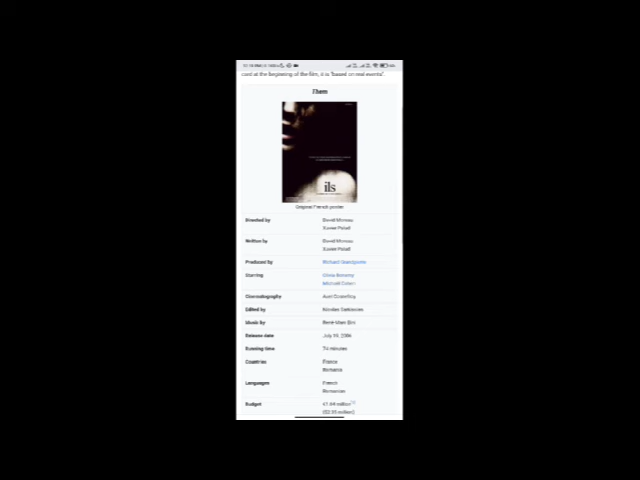 card at the beginning of the film, it is "based on real events".
Them
ils
Original French poster
Directed by
David Moreau
Xavier Palud
Written by
David Moreau
Xavier Palud
Produced by
Richard Grandpierre
Starring
Olivia Bonamy
Michaël Cohen
Cinematography
Axel Cosnefroy
Edited by
Nicolas Sarkissian
Music by
René-Marc Bini
Release date
July 19, 2006
Running time
74 minutes
Countries
France
Romania
Languages
French
Romanian
Budget